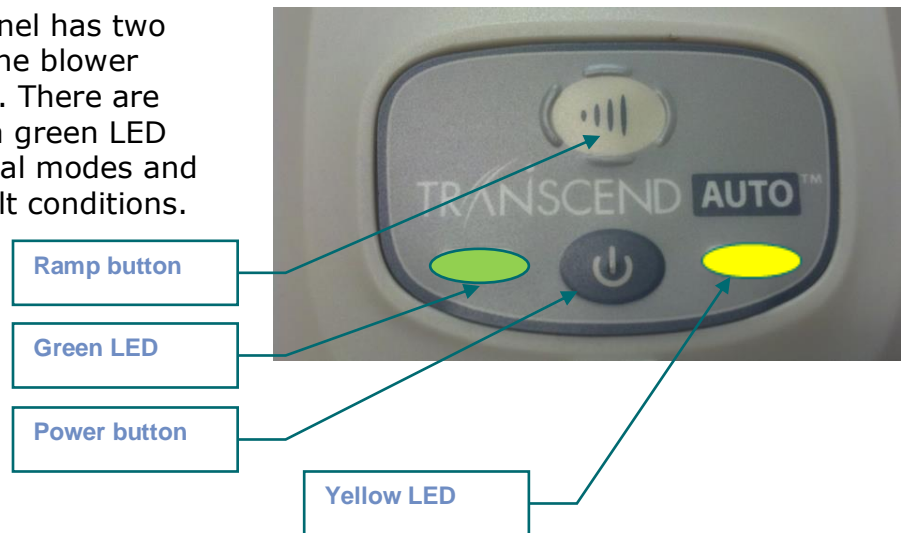 nel has two
ne blower
. There are
green LED
al modes and
lt conditions.
TRANSCEND AUTO™
Ramp button
Green LED
Power button
Yellow LED